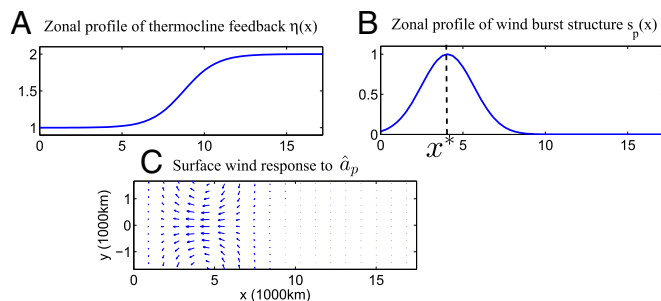 A Zonal profile of thermocline feedback η(x)
2
1.5
1
0 5 10 15
B Zonal profile of wind burst structure s_p(x)
1
0.5
0
0 5 10 15
x*
C Surface wind response to â_p
y (1000km)
1
0
−1
0 5 10 15
x (1000km)